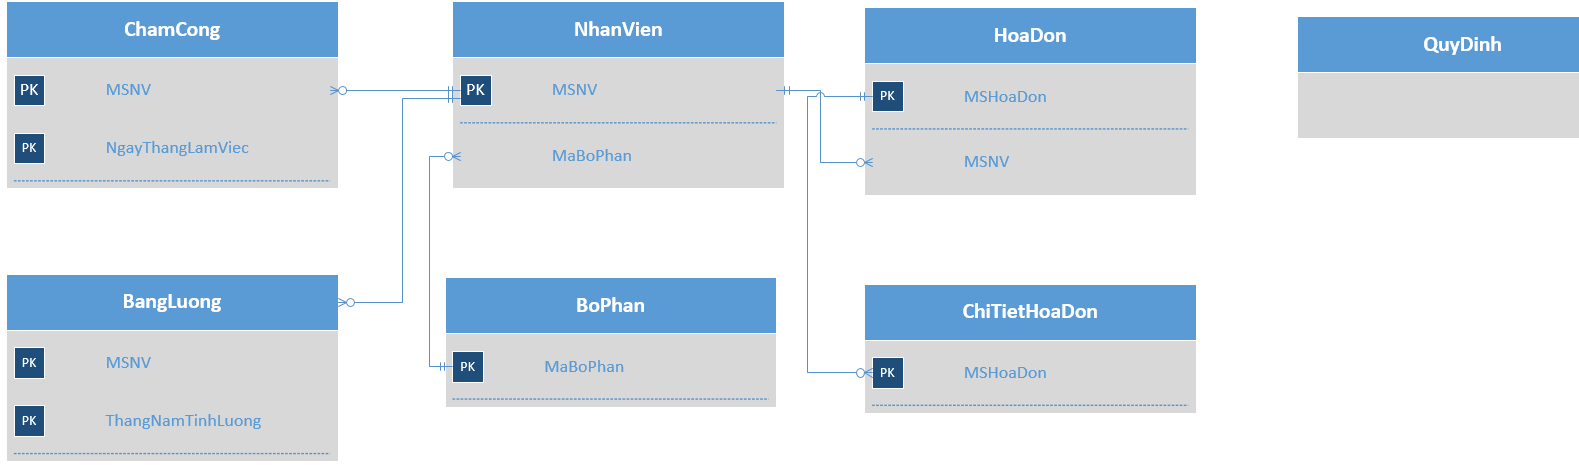 ChamCong
PK MSNV
PK NgayThangLamViec
NhanVien
PK MSNV
MaBoPhan
HoaDon
PK MSHoaDon
MSNV
QuyDinh
BangLuong
PK MSNV
PK ThangNamTinhLuong
BoPhan
PK MaBoPhan
ChiTietHoaDon
PK MSHoaDon